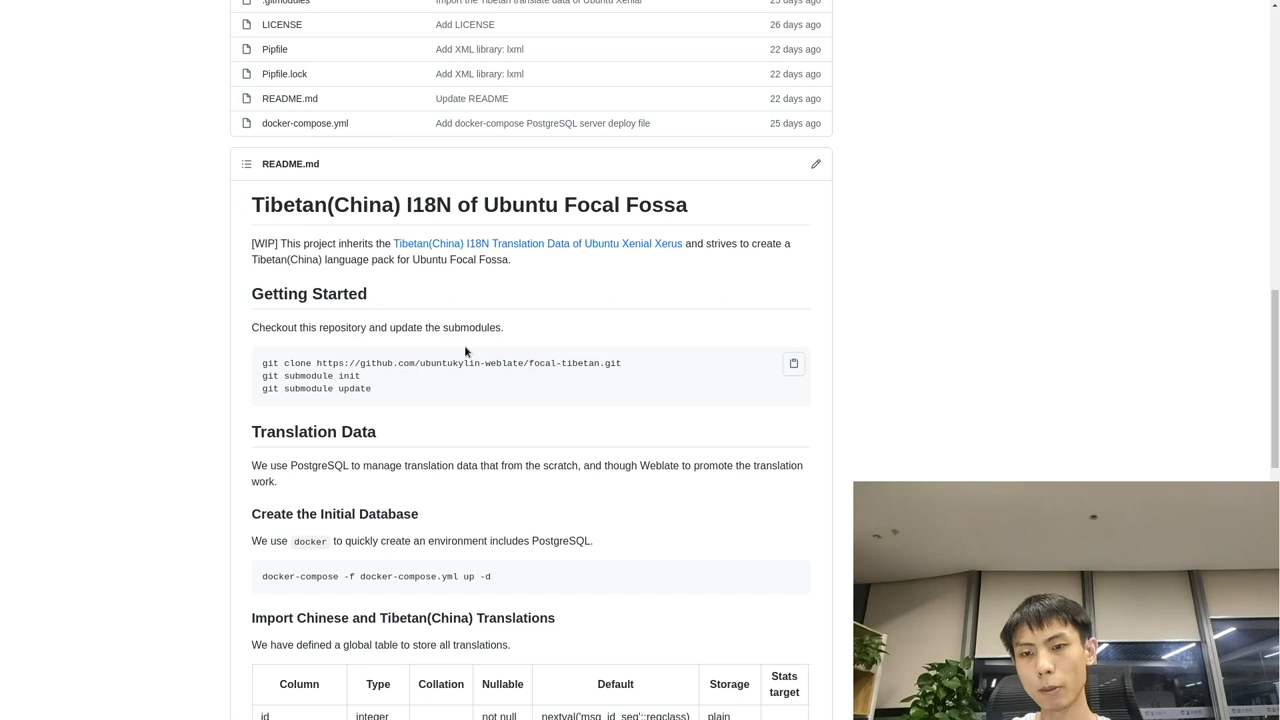 .gitmodules Import the Tibetan translate data of Ubuntu Xenial 25 days ago
LICENSE Add LICENSE 26 days ago
Pipfile Add XML library: lxml 22 days ago
Pipfile.lock Add XML library: lxml 22 days ago
README.md Update README 22 days ago
docker-compose.yml Add docker-compose PostgreSQL server deploy file 25 days ago
README.md
Tibetan(China) I18N of Ubuntu Focal Fossa
[WIP] This project inherits the Tibetan(China) I18N Translation Data of Ubuntu Xenial Xerus and strives to create a
Tibetan(China) language pack for Ubuntu Focal Fossa.
Getting Started
Checkout this repository and update the submodules.
git clone https://github.com/ubuntukylin-weblate/focal-tibetan.git
git submodule init
git submodule update
Translation Data
We use PostgreSQL to manage translation data that from the scratch, and though Weblate to promote the translation
work.
Create the Initial Database
We use docker to quickly create an environment includes PostgreSQL.
docker-compose -f docker-compose.yml up -d
Import Chinese and Tibetan(China) Translations
We have defined a global table to store all translations.
Column Type Collation Nullable Default Storage Stats target
id integer not null nextval('msg_id_seq'::regclass) plain